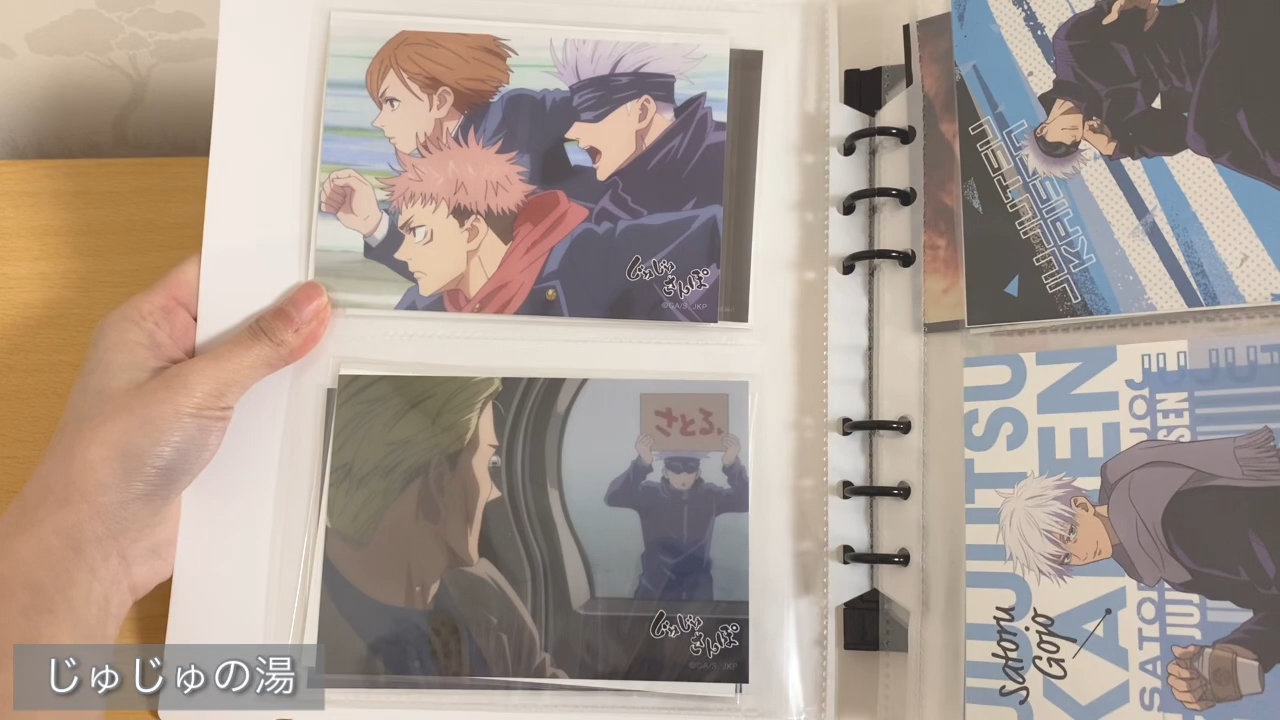 じゅじゅ
さんぽ
©GA/S, JKP
さとる、
じゅじゅ
さんぽ
©GA/S, JKP
じゅじゅの湯
JUJUTSU
KAISEN
JUJUTSU
KAISEN
Satoru
Gojo